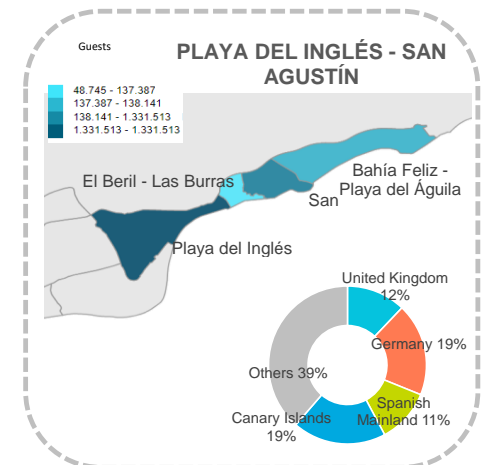 Guests
PLAYA DEL INGLÉS - SAN
AGUSTÍN
48.745 - 137.387
137.387 - 138.141
138.141 - 1.331.513
1.331.513 - 1.331.513
El Beril - Las Burras
Bahía Feliz -
Playa del Águila
San
Playa del Inglés
United Kingdom
12%
Germany 19%
Others 39%
Spanish
Mainland 11%
Canary Islands
19%